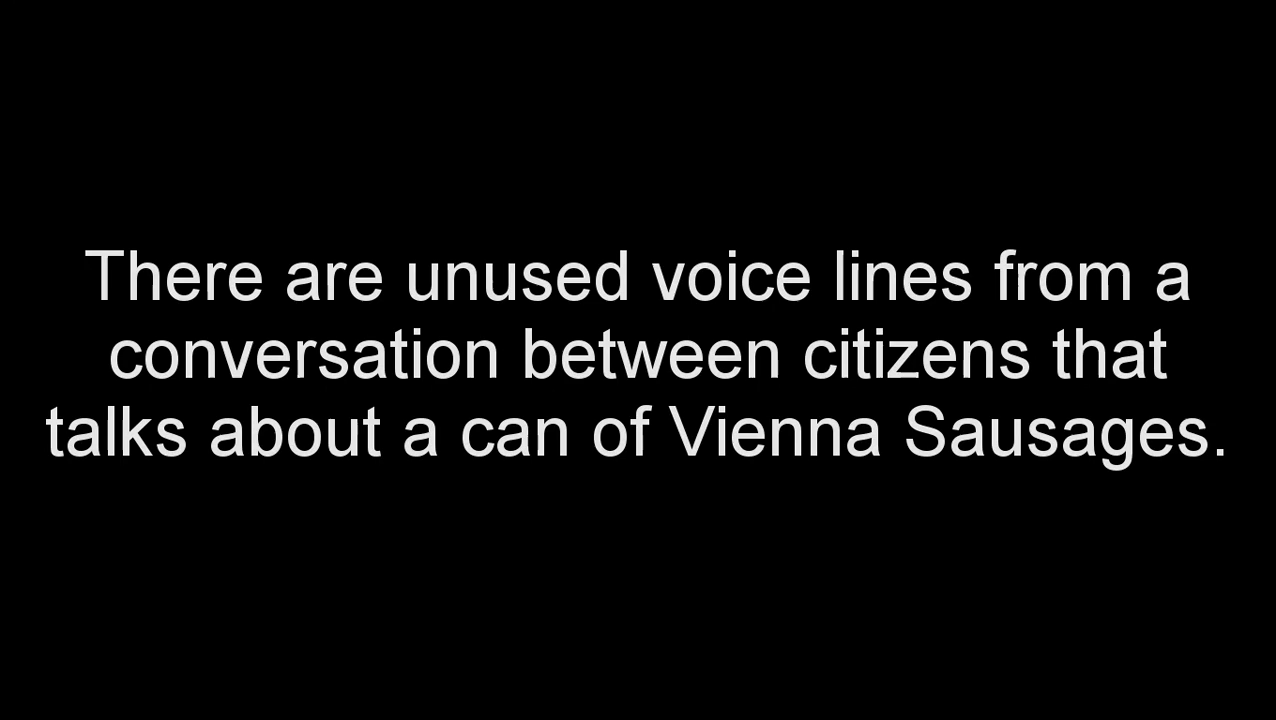 There are unused voice lines from a
conversation between citizens that
talks about a can of Vienna Sausages.